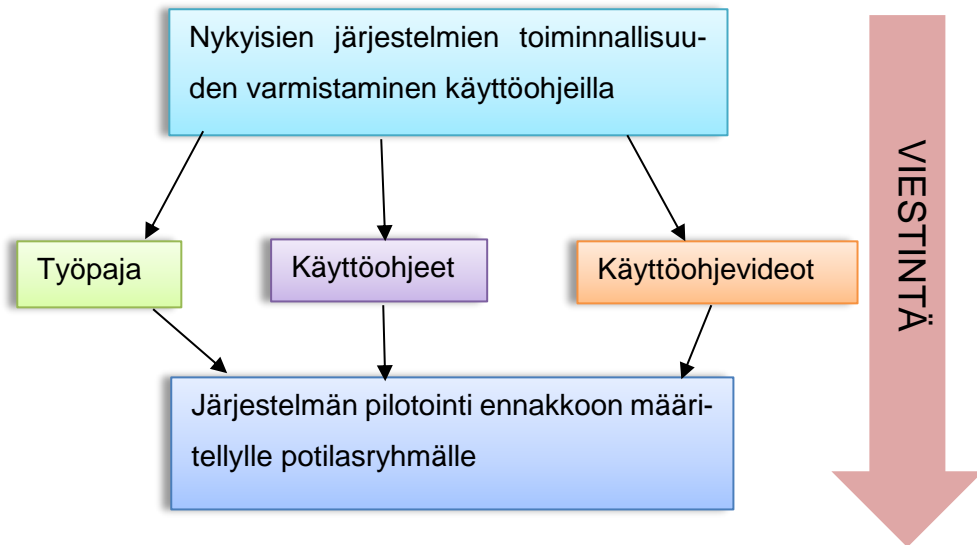 Nykyisien järjestelmien toiminnallisuu-
den varmistaminen käyttöohjeilla
Työpaja
Käyttöohjeet
Käyttöohjevideot
Järjestelmän pilotointi ennakkoon määri-
tellylle potilasryhmälle
VIESTINTÄ